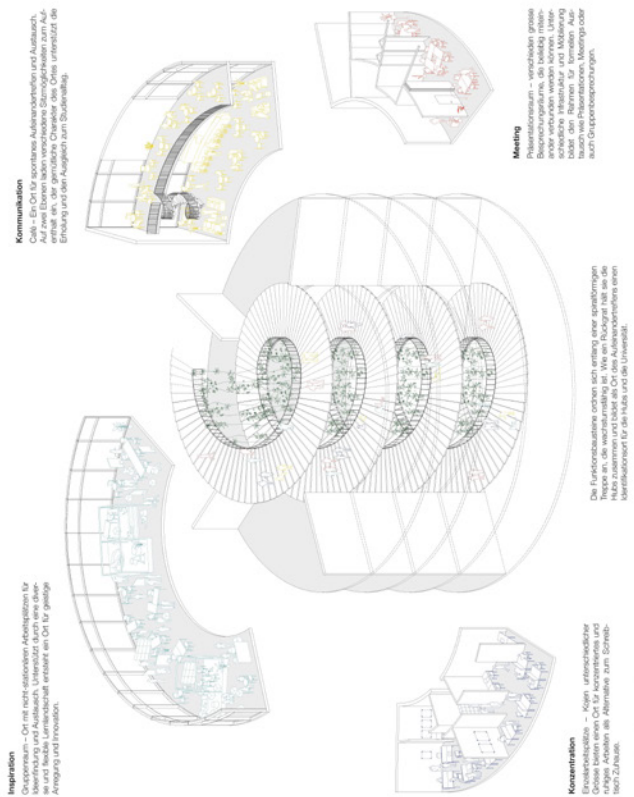 Inspiration
Gruppenraum – Ort mit nicht-stationären Arbeitsplätzen für
Ideenfindung und Austausch. Unterstützt durch eine diver-
se und flexible Lernlandschaft entsteht ein Ort für geistige
Anregung und Innovation.
Kommunikation
Café – Ein Ort für spontanes Aufeinandertreffen und Austausch.
Auf zwei Ebenen laden verschiedene Sitzmöglichkeiten zum Auf-
enthalt ein, der gemütliche Charakter des Ortes unterstützt die
Erholung und den Ausgleich zum Studienalltag.
Konzentration
Einzelarbeitsplätze – Kojen unterschiedlicher
Grösse bieten einen Ort für konzentriertes und
ruhiges Arbeiten als Alternative zum Schreib-
tisch Zuhause.
Die Funktionsbausteine ordnen sich entlang einer spiralförmigen
Treppe an, die wachstumsfähig ist. Wie ein Rückgrat hält sie die
Hubs zusammen und bildet als Ort des Aufeinandertreffens einen
Identifikationsort für die Hubs und die Universität.
Meeting
Präsentationsraum – verschieden grosse
Besprechungsräume, die beliebig mitein-
ander verbunden werden können. Unter-
schiedliche Infrastruktur und Möblierung
bildet den Rahmen für formellen Aus-
tausch wie Präsentationen, Meetings oder
auch Gruppenbesprechungen.